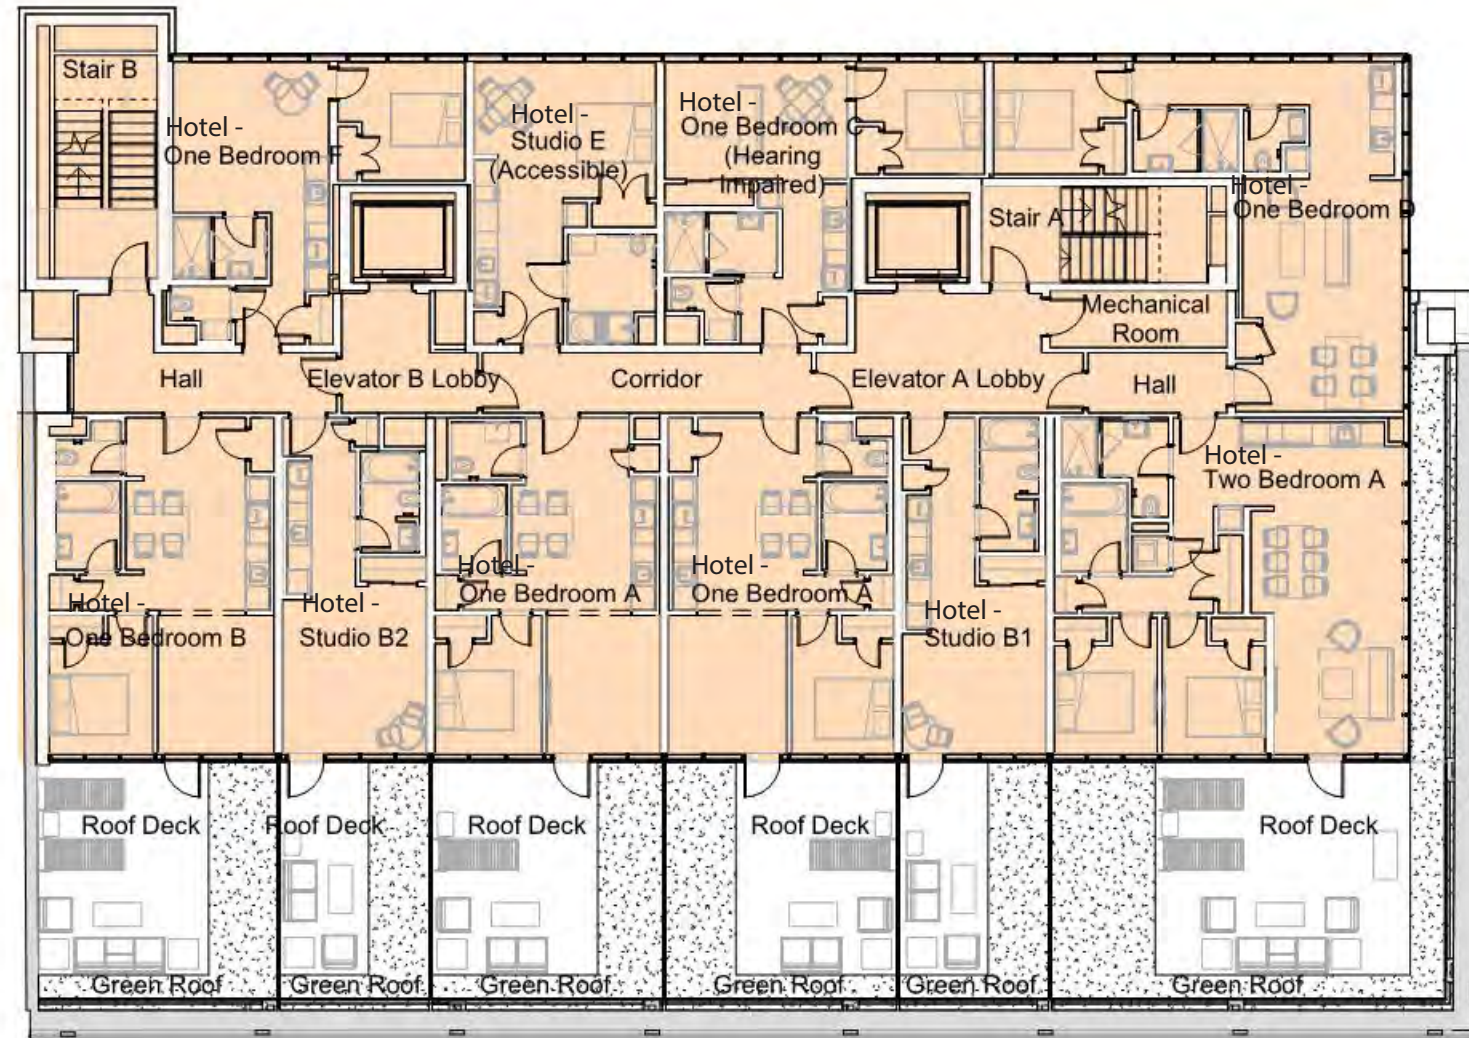 Stair B
Hotel -
One Bedroom F
Hotel -
Studio E
(Accessible)
Hotel -
One Bedroom C
(Hearing
Impaired)
Stair A
Hotel -
One Bedroom D
Mechanical
Room
Hall
Elevator B Lobby
Corridor
Elevator A Lobby
Hall
Hotel -
One Bedroom B
Hotel -
Studio B2
Hotel -
One Bedroom A
Hotel -
One Bedroom A
Hotel -
Studio B1
Hotel -
Two Bedroom A
Roof Deck
Roof Deck
Roof Deck
Roof Deck
Roof Deck
Green Roof
Green Roof
Green Roof
Green Roof
Green Roof
Green Roof